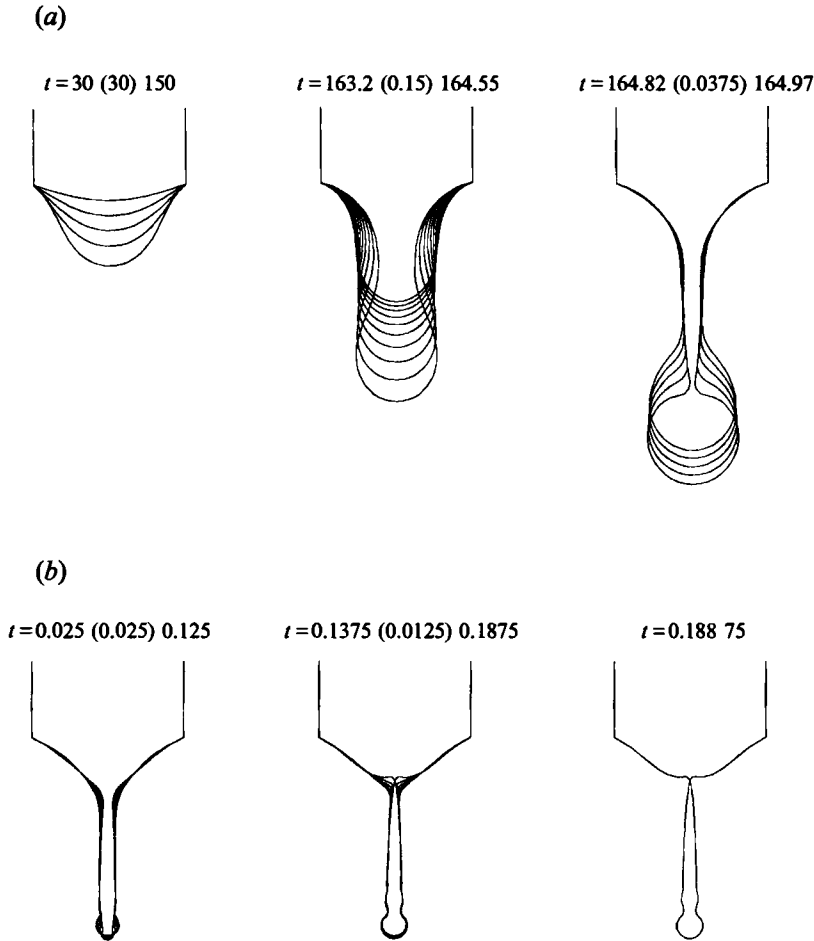 (a)
t = 30 (30) 150
t = 163.2 (0.15) 164.55
t = 164.82 (0.0375) 164.97
(b)
t = 0.025 (0.025) 0.125
t = 0.1375 (0.0125) 0.1875
t = 0.188 75